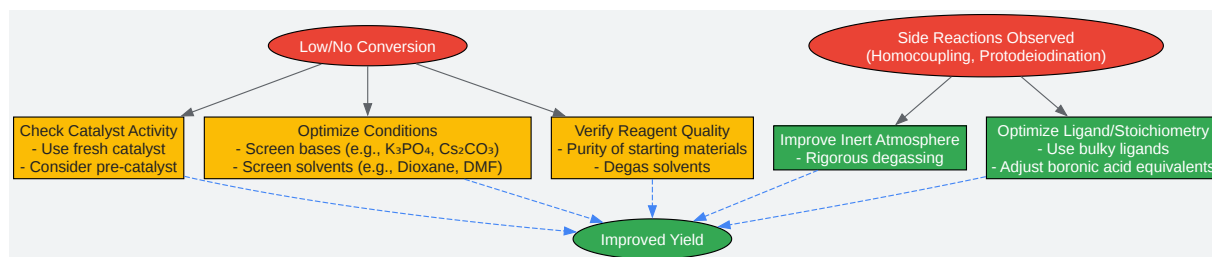 Low/No Conversion
Side Reactions Observed
(Homocoupling, Protodeiodination)
Check Catalyst Activity
- Use fresh catalyst
- Consider pre-catalyst
Optimize Conditions
- Screen bases (e.g., K₃PO₄, Cs₂CO₃)
- Screen solvents (e.g., Dioxane, DMF)
Verify Reagent Quality
- Purity of starting materials
- Degas solvents
Improve Inert Atmosphere
- Rigorous degassing
Optimize Ligand/Stoichiometry
- Use bulky ligands
- Adjust boronic acid equivalents
Improved Yield